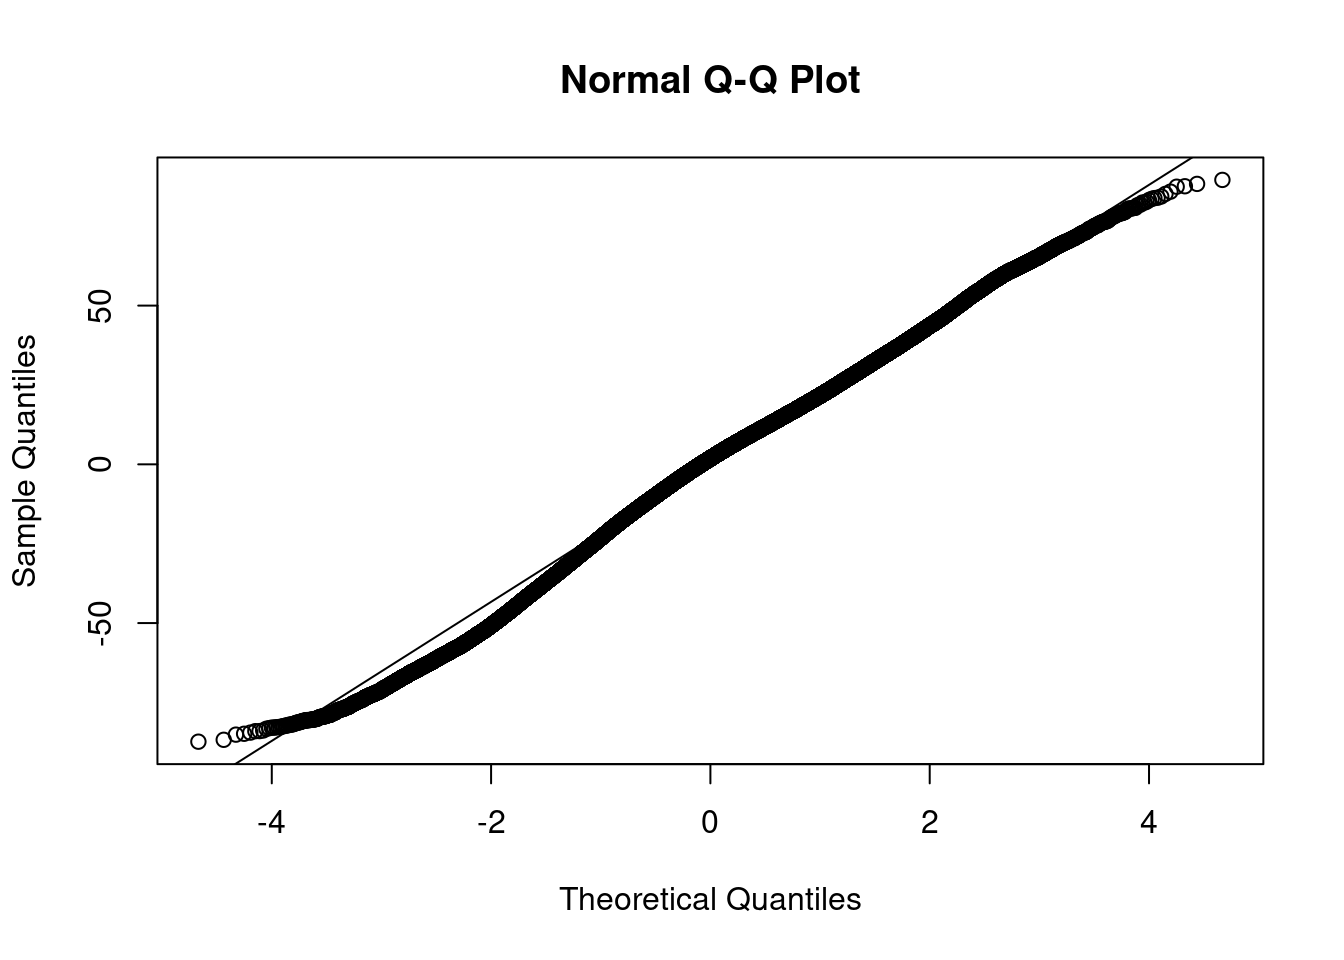 Normal Q-Q Plot
Sample Quantiles
50
0
-50
-4 -2 0 2 4
Theoretical Quantiles